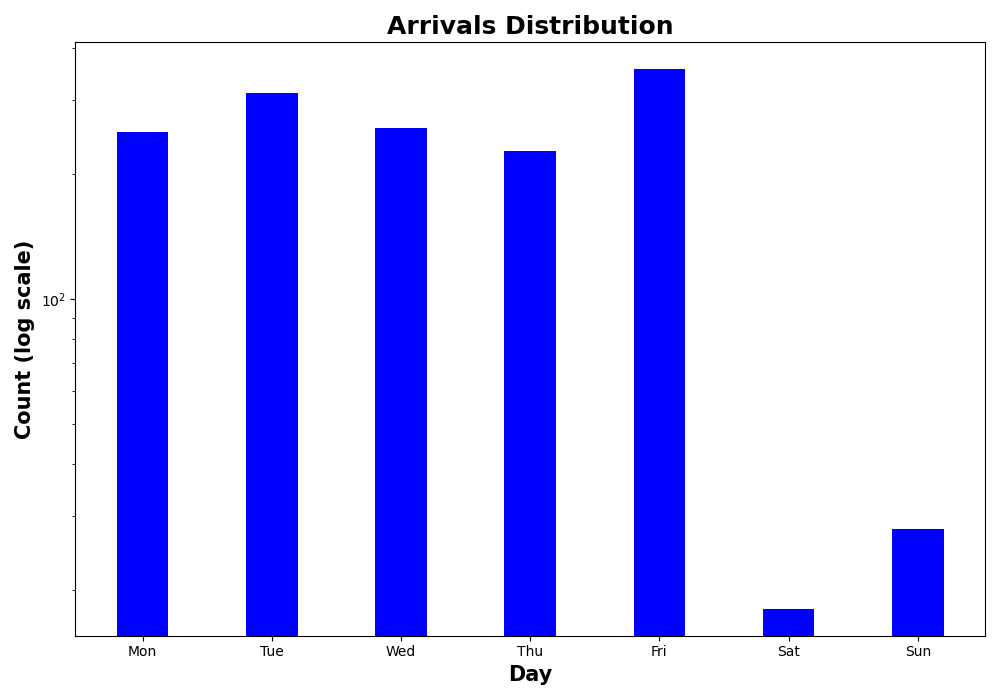 Arrivals Distribution
Count (log scale)
10²
Mon Tue Wed Thu Fri Sat Sun
Day